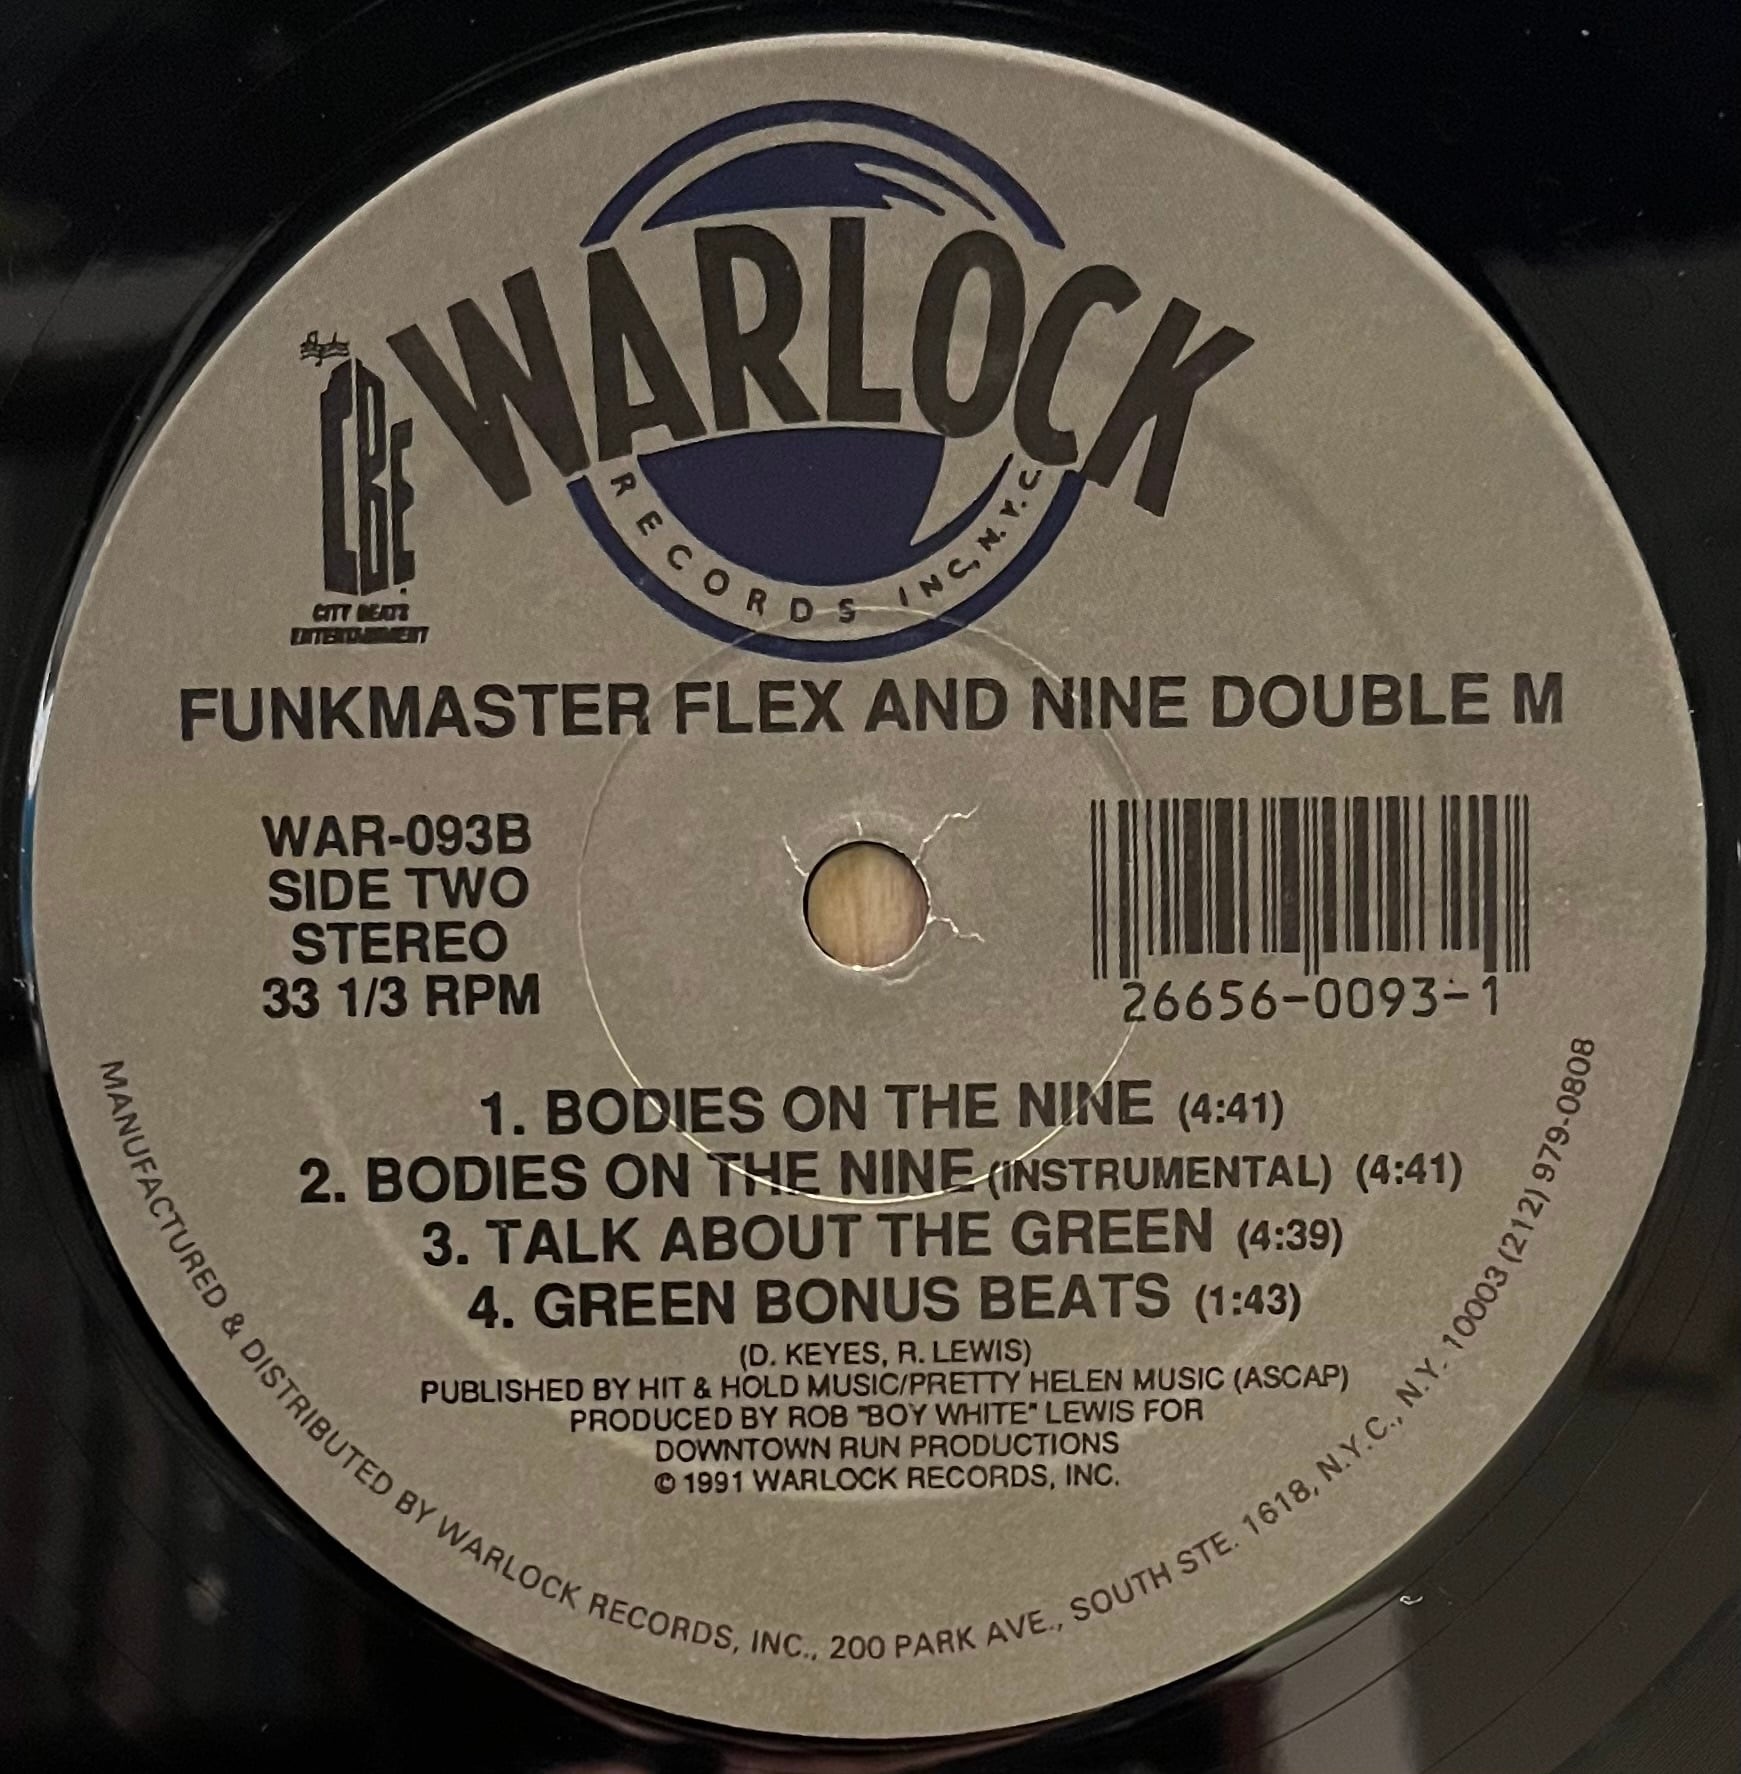 WARLOCK
RECORDS INC, N.Y.C.
CBE
CITY BEATS
ENTERTAINMENT
FUNKMASTER FLEX AND NINE DOUBLE M
WAR-093B
SIDE TWO
STEREO
33 1/3 RPM
26656-0093-1
1. BODIES ON THE NINE (4:41)
2. BODIES ON THE NINE (INSTRUMENTAL) (4:41)
3. TALK ABOUT THE GREEN (4:39)
4. GREEN BONUS BEATS (1:43)
(D. KEYES, R. LEWIS)
PUBLISHED BY HIT & HOLD MUSIC/PRETTY HELEN MUSIC (ASCAP)
PRODUCED BY ROB "BOY WHITE" LEWIS FOR
DOWNTOWN RUN PRODUCTIONS
© 1991 WARLOCK RECORDS, INC.
MANUFACTURED & DISTRIBUTED BY WARLOCK RECORDS, INC., 200 PARK AVE., SOUTH STE. 1618, N.Y.C., N.Y. 10003 (212) 979-0808